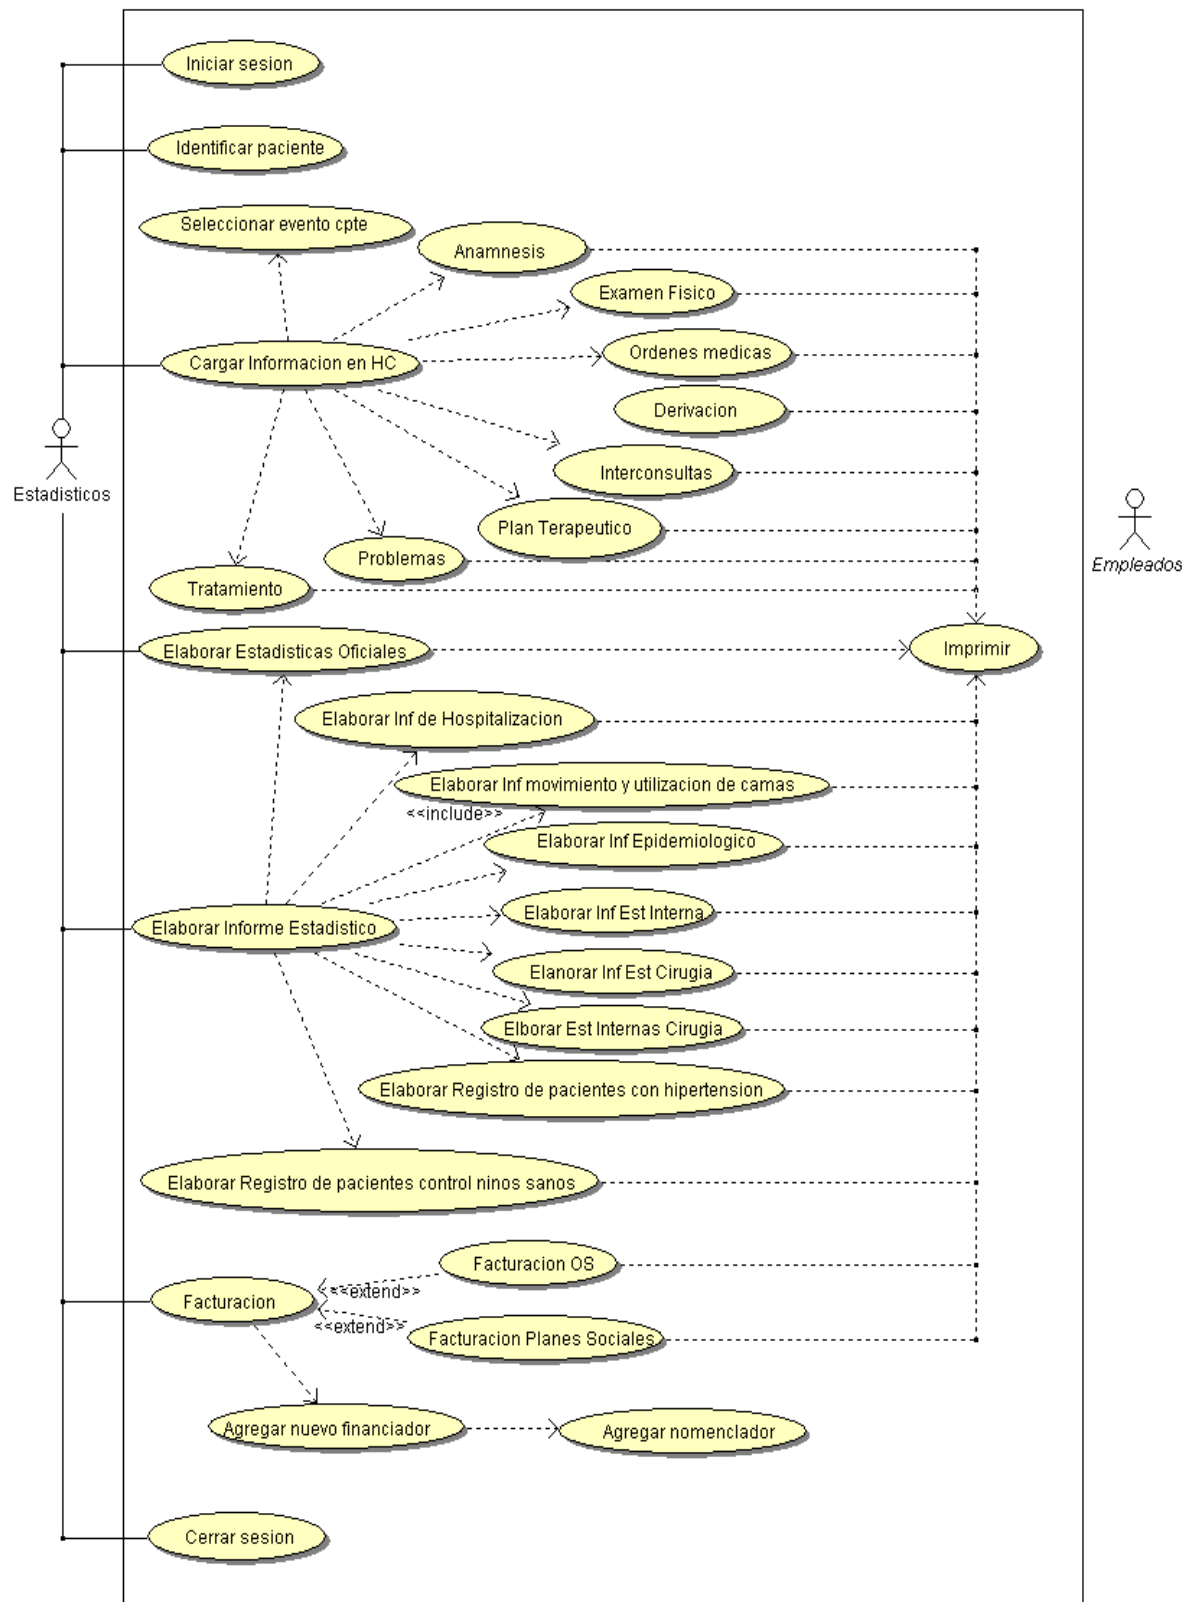 Iniciar sesion
Identificar paciente
Seleccionar evento cpte
Anamnesis
Examen Fisico
Ordenes medicas
Cargar Informacion en HC
Derivacion
Interconsultas
Estadisticos
Plan Terapeutico
Problemas
Empleados
Tratamiento
Elaborar Estadisticas Oficiales
Imprimir
Elaborar Inf de Hospitalizacion
Elaborar Inf movimiento y utilizacion de camas
<<include>>
Elaborar Inf Epidemiologico
Elaborar Inf Est Interna
Elaborar Informe Estadistico
Elanorar Inf Est Cirugia
Elborar Est Internas Cirugia
Elaborar Registro de pacientes con hipertension
Elaborar Registro de pacientes control ninos sanos
Facturacion OS
<<extend>>
Facturacion
<<extend>>
Facturacion Planes Sociales
Agregar nuevo financiador
Agregar nomenclador
Cerrar sesion